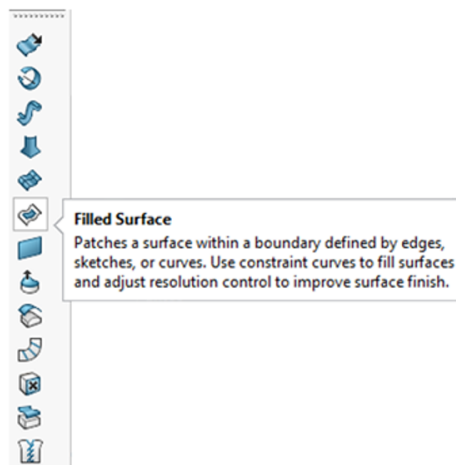 Filled Surface
Patches a surface within a boundary defined by edges,
sketches, or curves. Use constraint curves to fill surfaces
and adjust resolution control to improve surface finish.